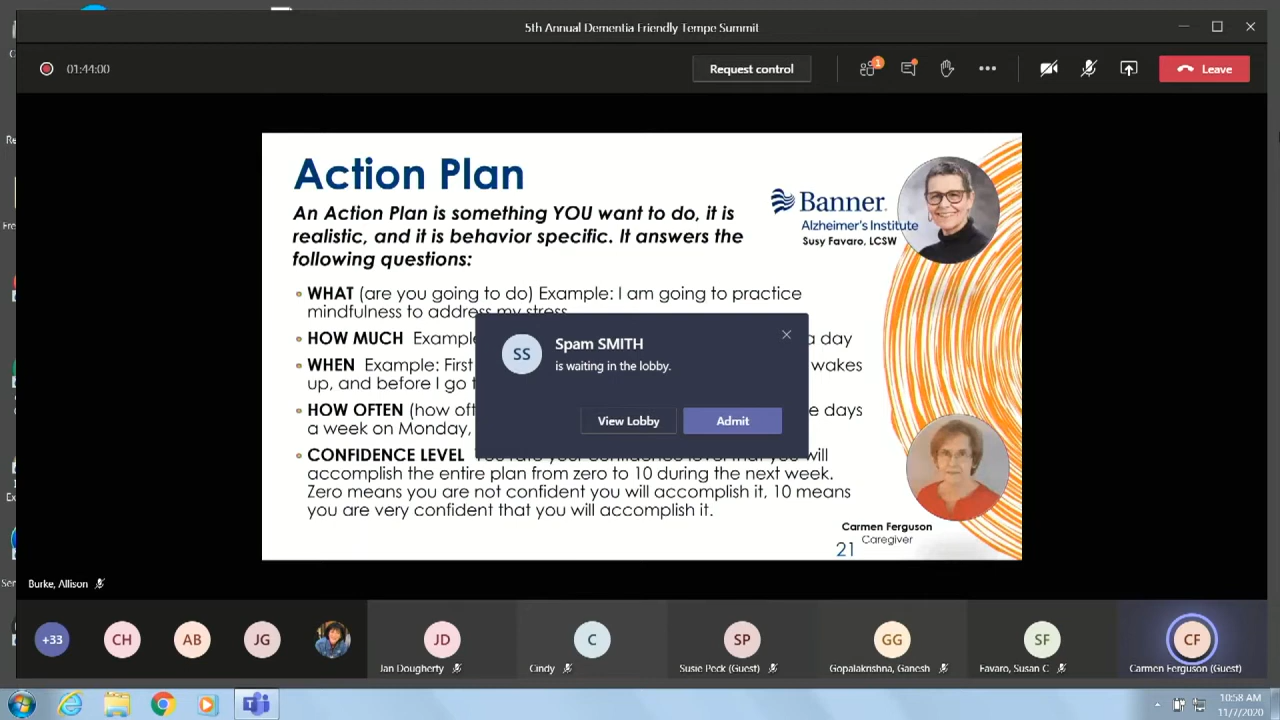 5th Annual Dementia Friendly Tempe Summit
01:44:00
Request control
1
Leave
Action Plan
An Action Plan is something YOU want to do, it is
realistic, and it is behavior specific. It answers the
following questions:
Banner
Alzheimer's Institute
Susy Favaro, LCSW
WHAT (are you going to do) Example: I am going to practice
mindfulness to address my stress
HOW MUCH Example a day
WHEN Example: First wakes
up, and before I go
HOW OFTEN (how days
a week on Monday,
CONFIDENCE LEVEL will
accomplish the entire plan from zero to 10 during the next week.
Zero means you are not confident you will accomplish it, 10 means
you are very confident that you will accomplish it.
SS
Spam SMITH
is waiting in the lobby.
View Lobby
Admit
Carmen Ferguson
Caregiver
21
Burke, Allison
+33
CH
AB
JG
JD
C
SP
GG
SF
CF
Jan Dougherty
Cindy
Susie Peck (Guest)
Gopalakrishna, Ganesh
Favaro, Susan C
Carmen Ferguson (Guest)
10:58 AM
11/7/2020